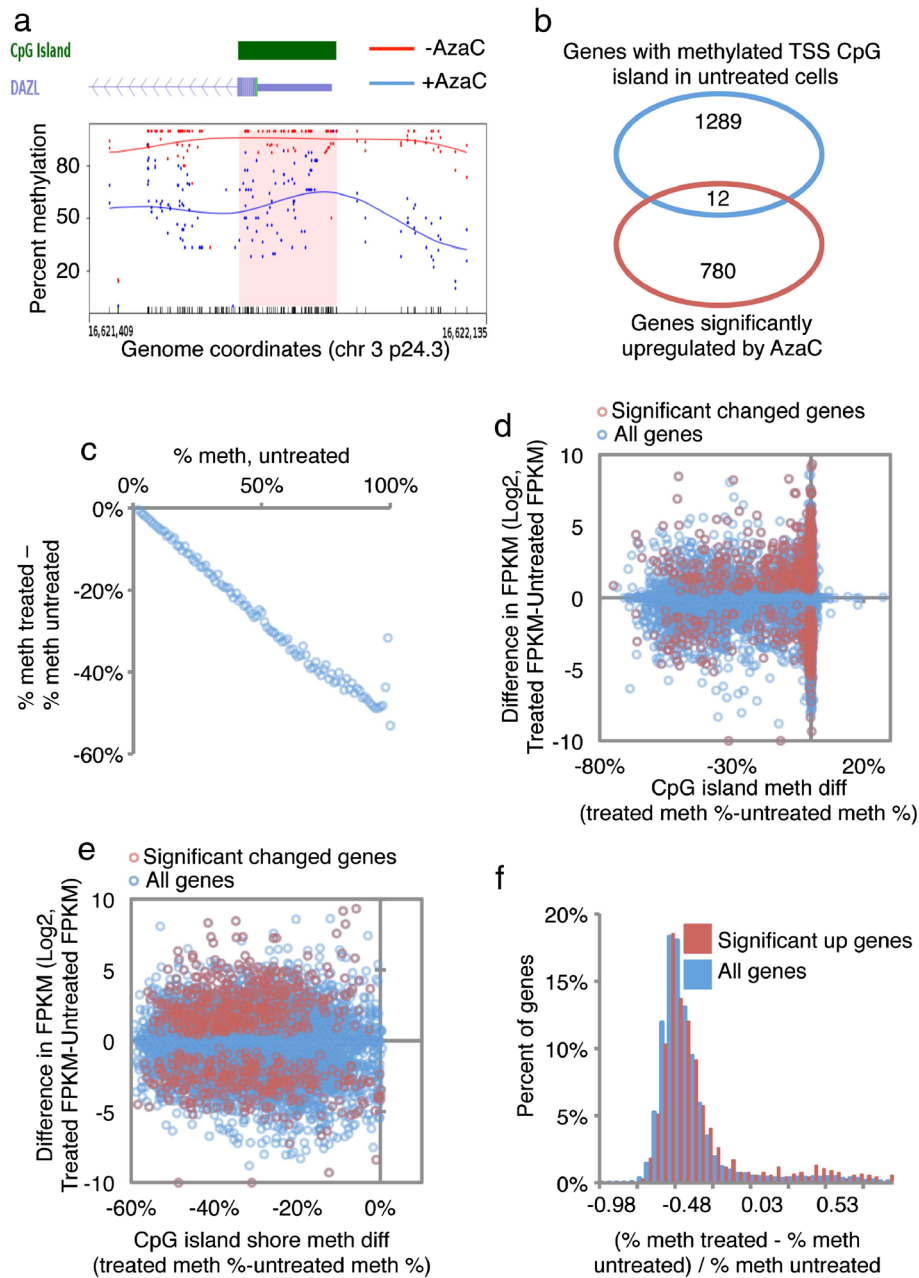 a
CpG Island
DAZL
-AzaC
+AzaC
Percent methylation
80
50
20
16,621,409
16,622,135
Genome coordinates (chr 3 p24.3)
b
Genes with methylated TSS CpG
island in untreated cells
1289
12
780
Genes significantly
upregulated by AzaC
c
% meth, untreated
0%
50%
100%
0%
-20%
-40%
-60%
% meth treated –
% meth untreated
d
Significant changed genes
All genes
Difference in FPKM (Log2,
Treated FPKM-Untreated FPKM)
10
5
0
-5
-10
-80%
-30%
20%
CpG island meth diff
(treated meth %-untreated meth %)
e
Significant changed genes
All genes
Difference in FPKM (Log2,
Treated FPKM-Untreated FPKM)
10
5
0
-5
-10
-60%
-40%
-20%
0%
CpG island shore meth diff
(treated meth %-untreated meth %)
f
Significant up genes
All genes
Percent of genes
20%
15%
10%
5%
0%
-0.98
-0.48
0.03
0.53
(% meth treated - % meth
untreated) / % meth untreated